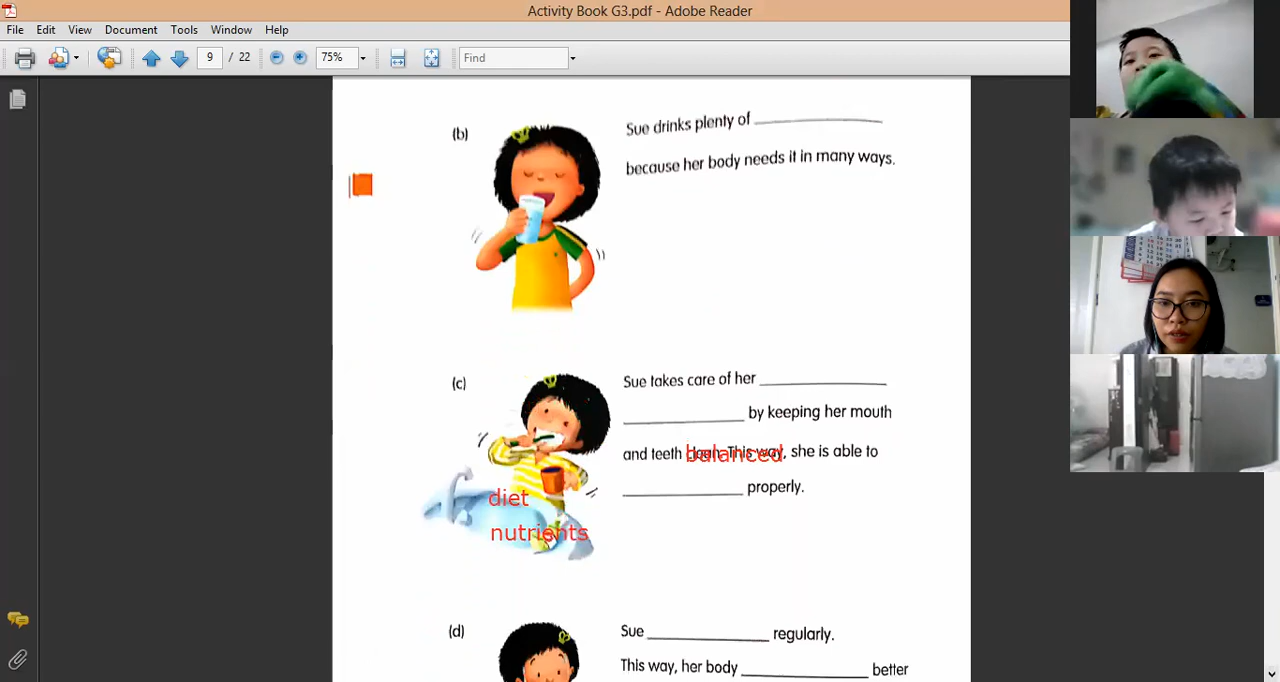 Activity Book G3.pdf - Adobe Reader
File Edit View Document Tools Window Help
9 / 22 75% Find
(b)
Sue drinks plenty of
because her body needs it in many ways.
(c)
Sue takes care of her
by keeping her mouth
and teeth This way, she is able to
balanced
properly.
diet
nutrients
(d)
Sue regularly.
This way, her body better